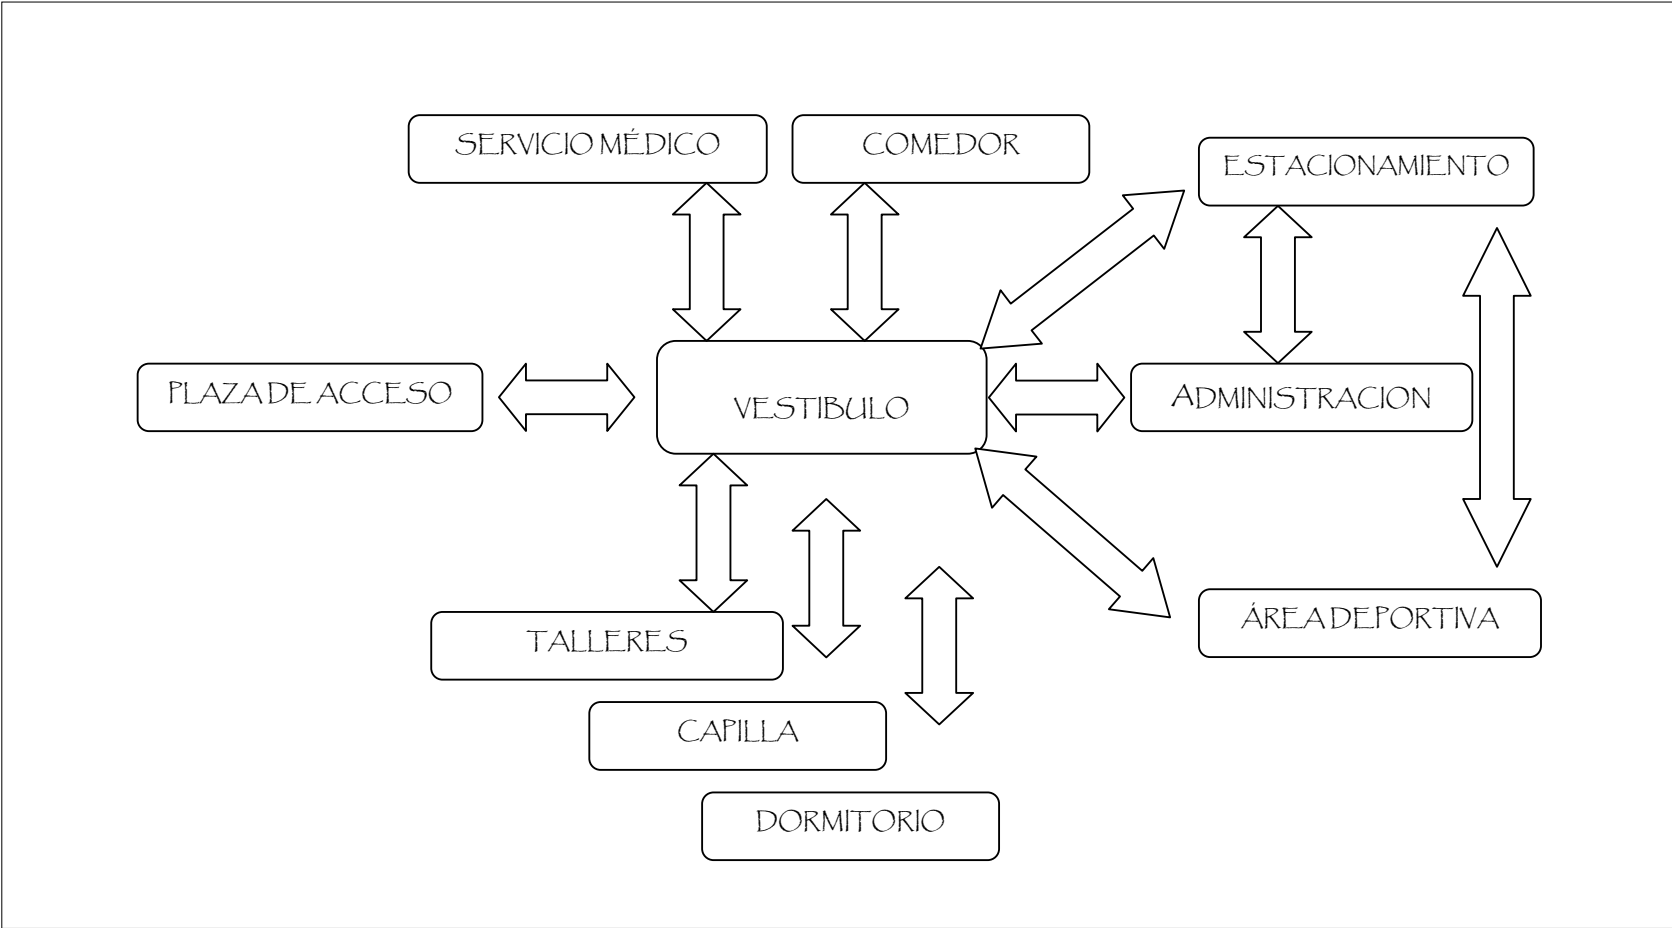 SERVICIO MÉDICO
COMEDOR
ESTACIONAMIENTO
PLAZA DE ACCESO
VESTIBULO
ADMINISTRACION
TALLERES
ÁREA DEPORTIVA
CAPILLA
DORMITORIO